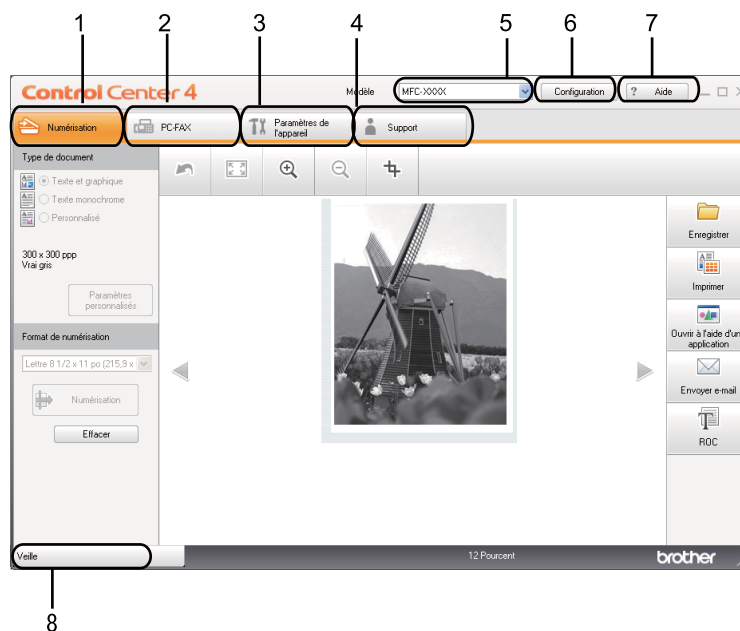 1 2 3 4 5 6 7
Control Center 4
Modèle
MFC-XXXX
Configuration
? Aide
Numérisation
PC-FAX
Paramètres de
l'appareil
Support
Type de document
Texte et graphique
Texte monochrome
Personnalisé
300 x 300 ppp
Vrai gris
Paramètres
personnalisés
Format de numérisation
Lettre 8 1/2 x 11 po (215,9 x
Numérisation
Effacer
Enregistrer
Imprimer
Ouvrir à l'aide d'un
application
Envoyer e-mail
ROC
Veille
12 Pourcent
brother
8